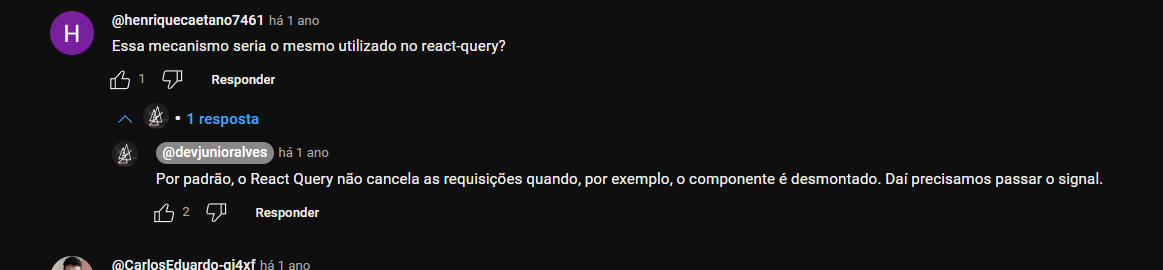 H
@henriquecaetano7461 há 1 ano
Essa mecanismo seria o mesmo utilizado no react-query?
1 Responder
• 1 resposta
@devjunioralves há 1 ano
Por padrão, o React Query não cancela as requisições quando, por exemplo, o componente é desmontado. Daí precisamos passar o signal.
2 Responder
@CarlosEduardo-gj4xf há 1 ano